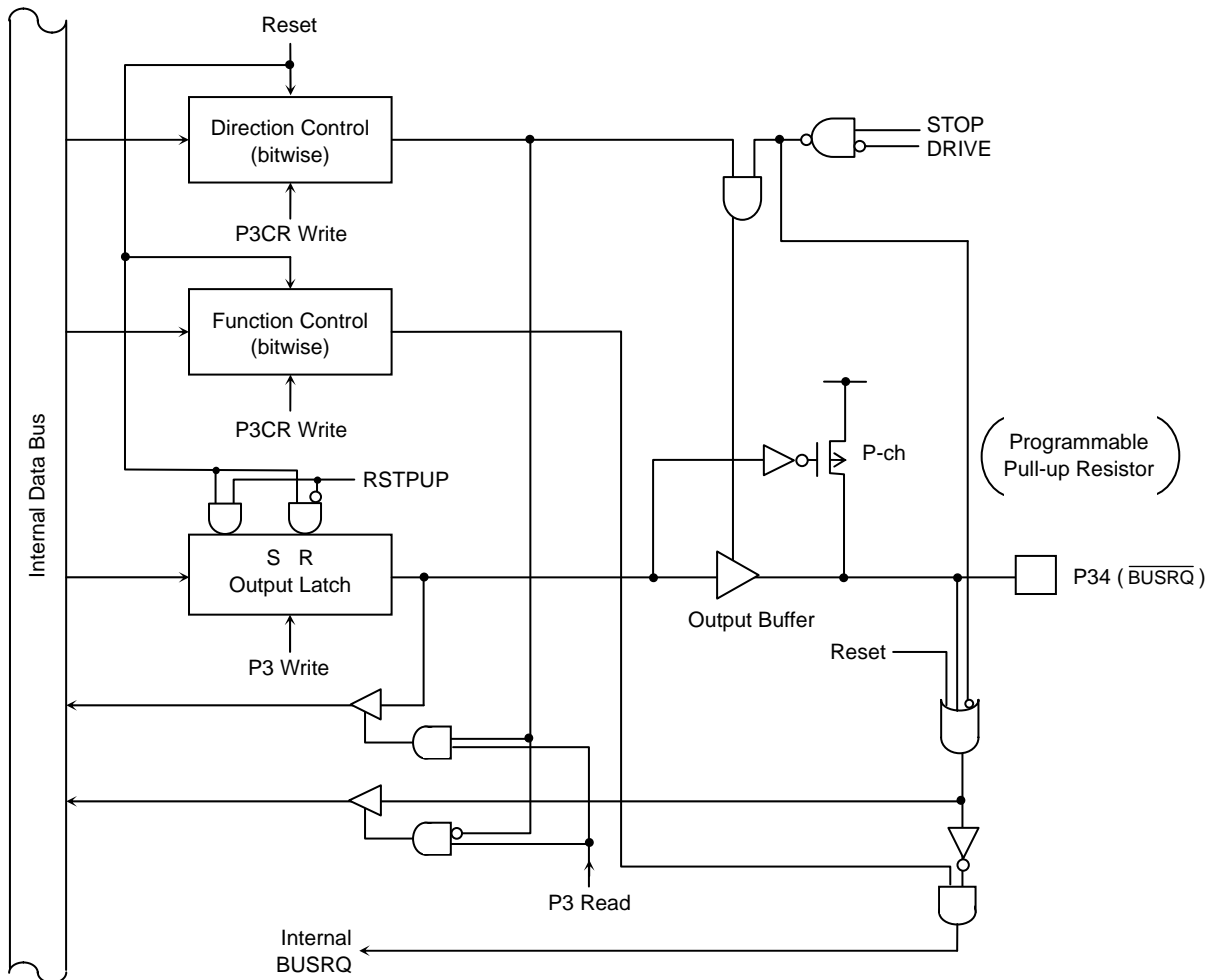 Reset
Direction Control
(bitwise)
STOP
DRIVE
P3CR Write
Function Control
(bitwise)
P3CR Write
Internal Data Bus
P-ch
Programmable
Pull-up Resistor
RSTPUP
S R
Output Latch
P34 ( BUSRQ )
Output Buffer
Reset
P3 Write
P3 Read
Internal
BUSRQ